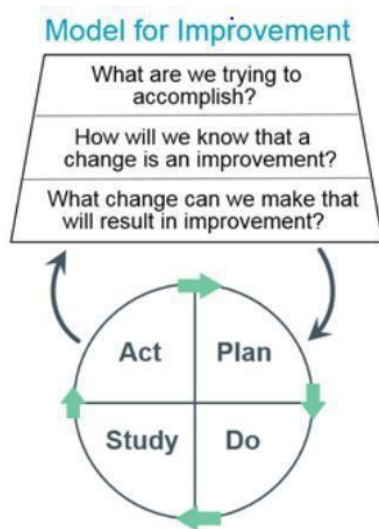 Model for Improvement
What are we trying to
accomplish?
How will we know that a
change is an improvement?
What change can we make that
will result in improvement?
Act
Plan
Study
Do